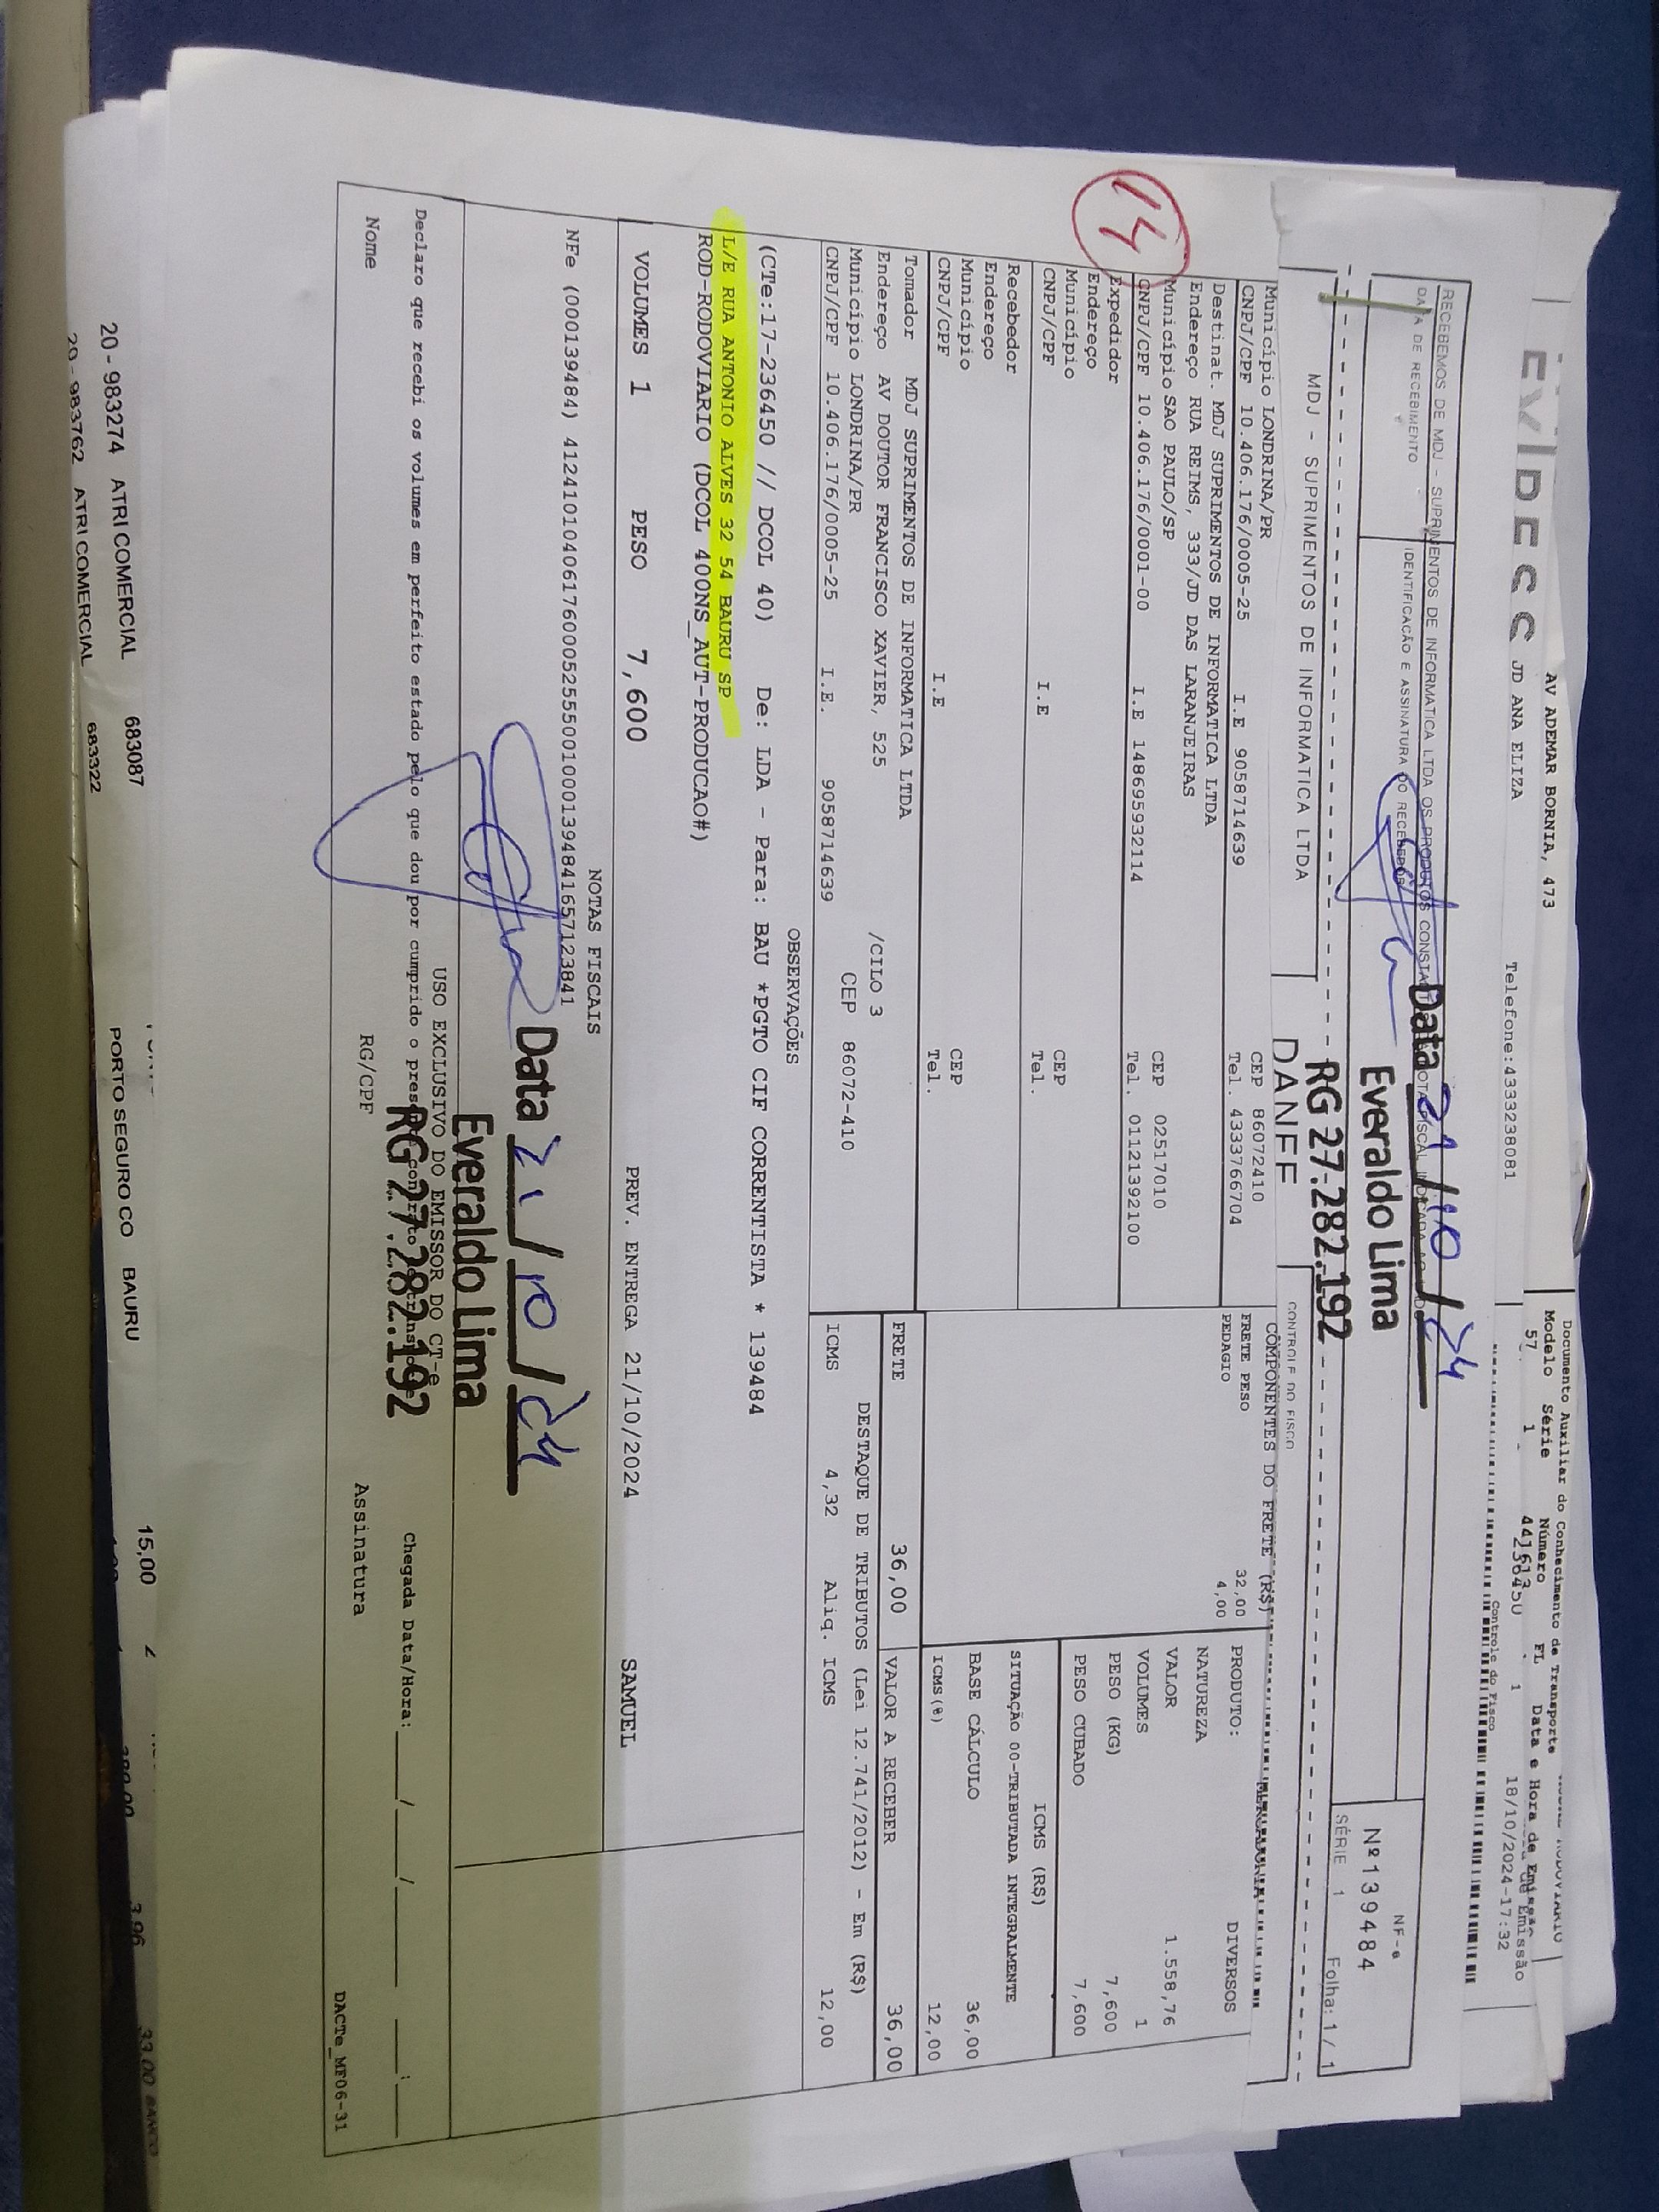 AV ADEMAR BORNIA, 473
JD ANA ELIZA
Telefone:4333238081
Documento Auxiliar do Conhecimento de Transporte
Modelo Série Número FL Data e Hora de Emissão
57 1 1 18/10/2024-17:32
Controle do Fisco
RECEBEMOS DE MDJ - SUPRIMENTOS DE INFORMATICA LTDA OS PRODUTOS
DATA DE RECEBIMENTO
IDENTIFICAÇÃO E ASSINATURA DO RECEBEDOR
Data 21/10/24
Everaldo Lima
RG 27.282.192
NF-e
Nº139484
SÉRIE 1 Folha: 1 / 1
MDJ - SUPRIMENTOS DE INFORMATICA LTDA
DANFE
CONTROLE DO FISCO
Município LONDRINA/PR CEP 86072410
CNPJ/CPF 10.406.176/0005-25 I.E 9058714639 Tel. 4333766704
Destinat. MDJ SUPRIMENTOS DE INFORMATICA LTDA
Endereço RUA REIMS, 333/JD DAS LARANJEIRAS
Município SAO PAULO/SP CEP 02517010
CNPJ/CPF 10.406.176/0001-00 I.E 148695932114 Tel. 01121392100
14
Expedidor
Endereço
Município CEP
CNPJ/CPF I.E Tel.
Recebedor
Endereço
Município CEP
CNPJ/CPF I.E Tel.
Tomador MDJ SUPRIMENTOS DE INFORMATICA LTDA
Endereço AV DOUTOR FRANCISCO XAVIER, 525 /CILO 3
Município LONDRINA/PR CEP 86072-410
CNPJ/CPF 10.406.176/0005-25 I.E. 9058714639
COMPONENTES DO FRETE (R$)
FRETE PESO 32,00
PEDAGIO 4,00
FRETE 36,00
MERCADORIA
PRODUTO: DIVERSOS
NATUREZA
VALOR 1.558,76
VOLUMES 1
PESO (KG) 7,600
PESO CUBADO 7,600
ICMS (R$)
SITUAÇÃO 00-TRIBUTADA INTEGRALMENTE
BASE CÁLCULO 36,00
ICMS(%) 12,00
VALOR A RECEBER 36,00
DESTAQUE DE TRIBUTOS (Lei 12.741/2012) - Em (R$)
ICMS 4,32 Aliq. ICMS 12,00
OBSERVAÇÕES
(CTe:17-236450 // DCOL 40) De: LDA - Para: BAU *PGTO CIF CORRENTISTA * 139484
L/E RUA ANTONIO ALVES 32 54 BAURU SP
ROD-RODOVIARIO (DCOL 400NS_AUT-PRODUCAO#)
VOLUMES 1 PESO 7,600 PREV. ENTREGA 21/10/2024 SAMUEL
NOTAS FISCAIS
NFe (000139484) 41241010406176000525550010001394841657123841
Data 21/10/24
Everaldo Lima
RG 27.282.192
USO EXCLUSIVO DO EMISSOR DO CT-e
Declaro que recebi os volumes em perfeito estado pelo que dou por cumprido o presente contrato
Chegada Data/Hora: ___/___/____ __:__
Nome RG/CPF Assinatura
DACTe_MF06-31
20 - 983274 ATRI COMERCIAL 683087 15,00
20 - 983762 ATRI COMERCIAL 683322
PORTO SEGURO CO BAURU